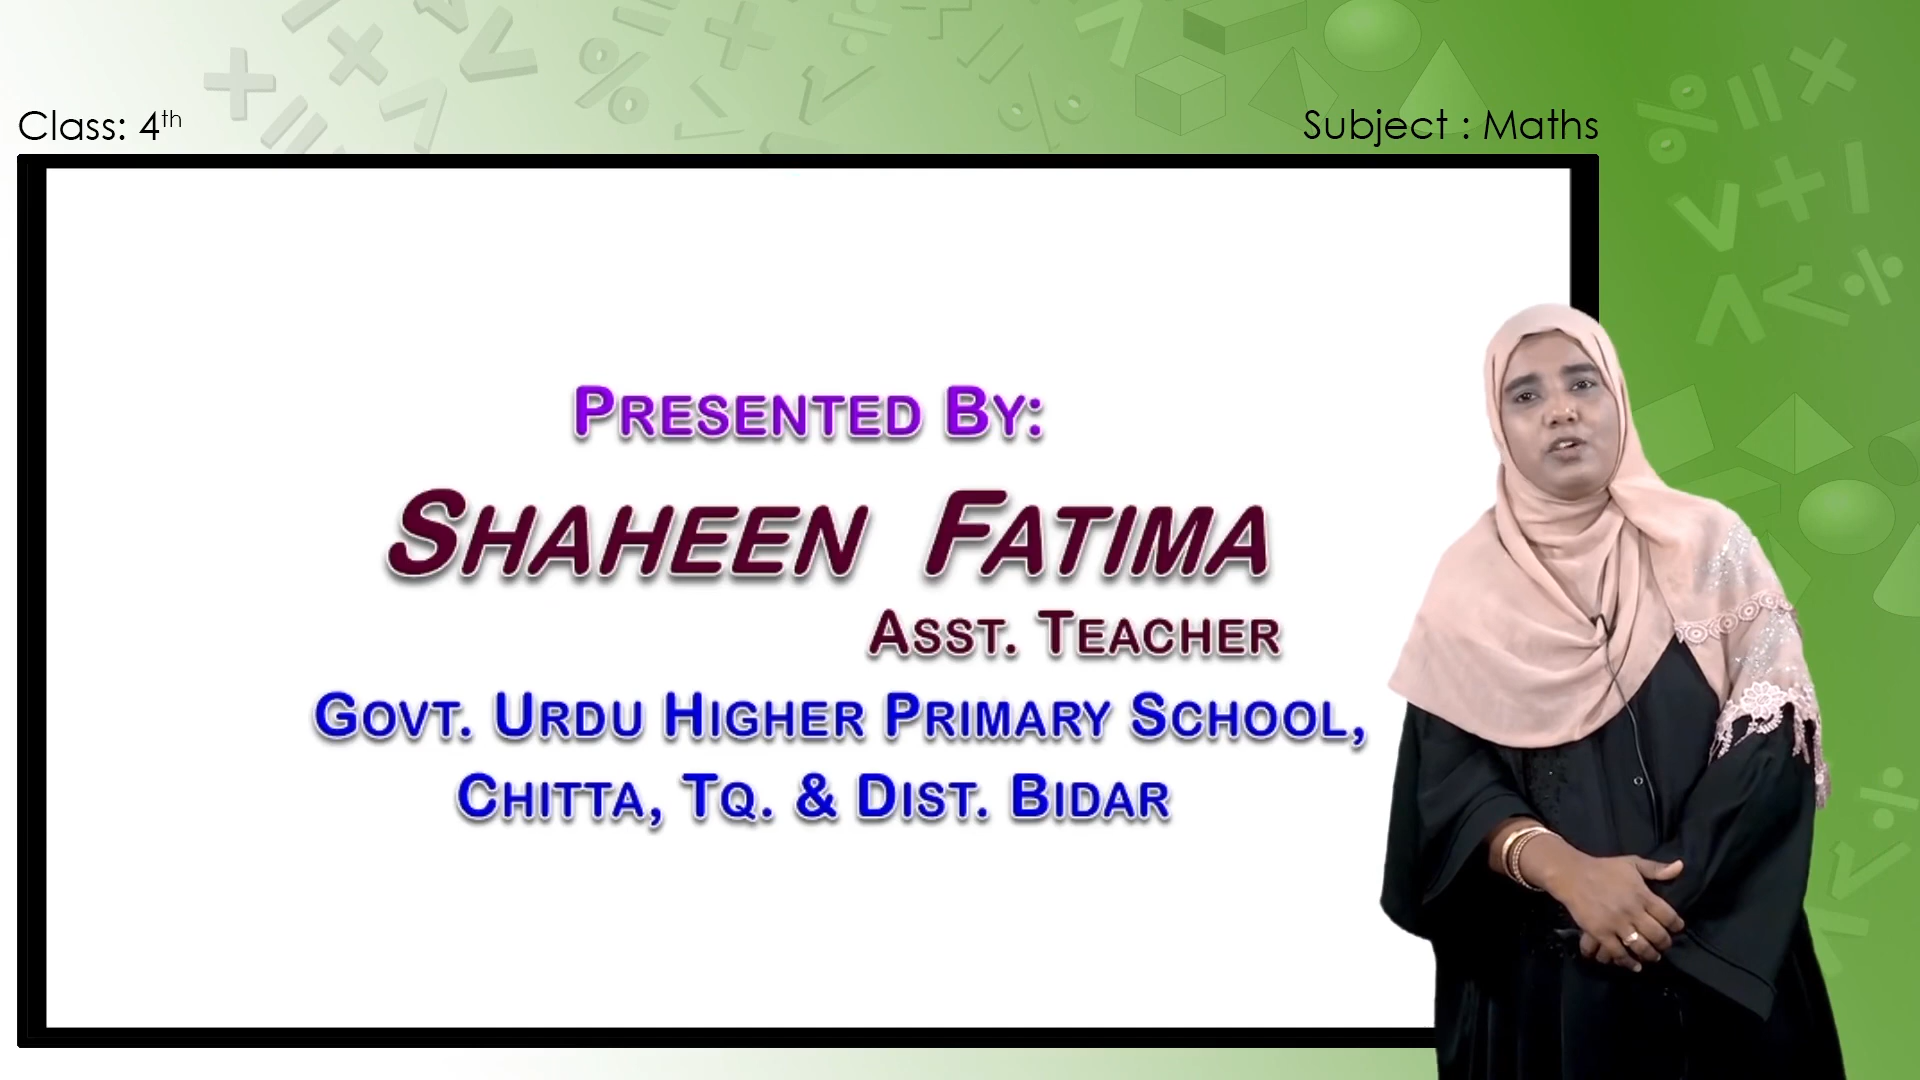 Class: 4th
Subject : Maths
PRESENTED BY:
SHAHEEN FATIMA
ASST. TEACHER
GOVT. URDU HIGHER PRIMARY SCHOOL,
CHITTA, TQ. & DIST. BIDAR